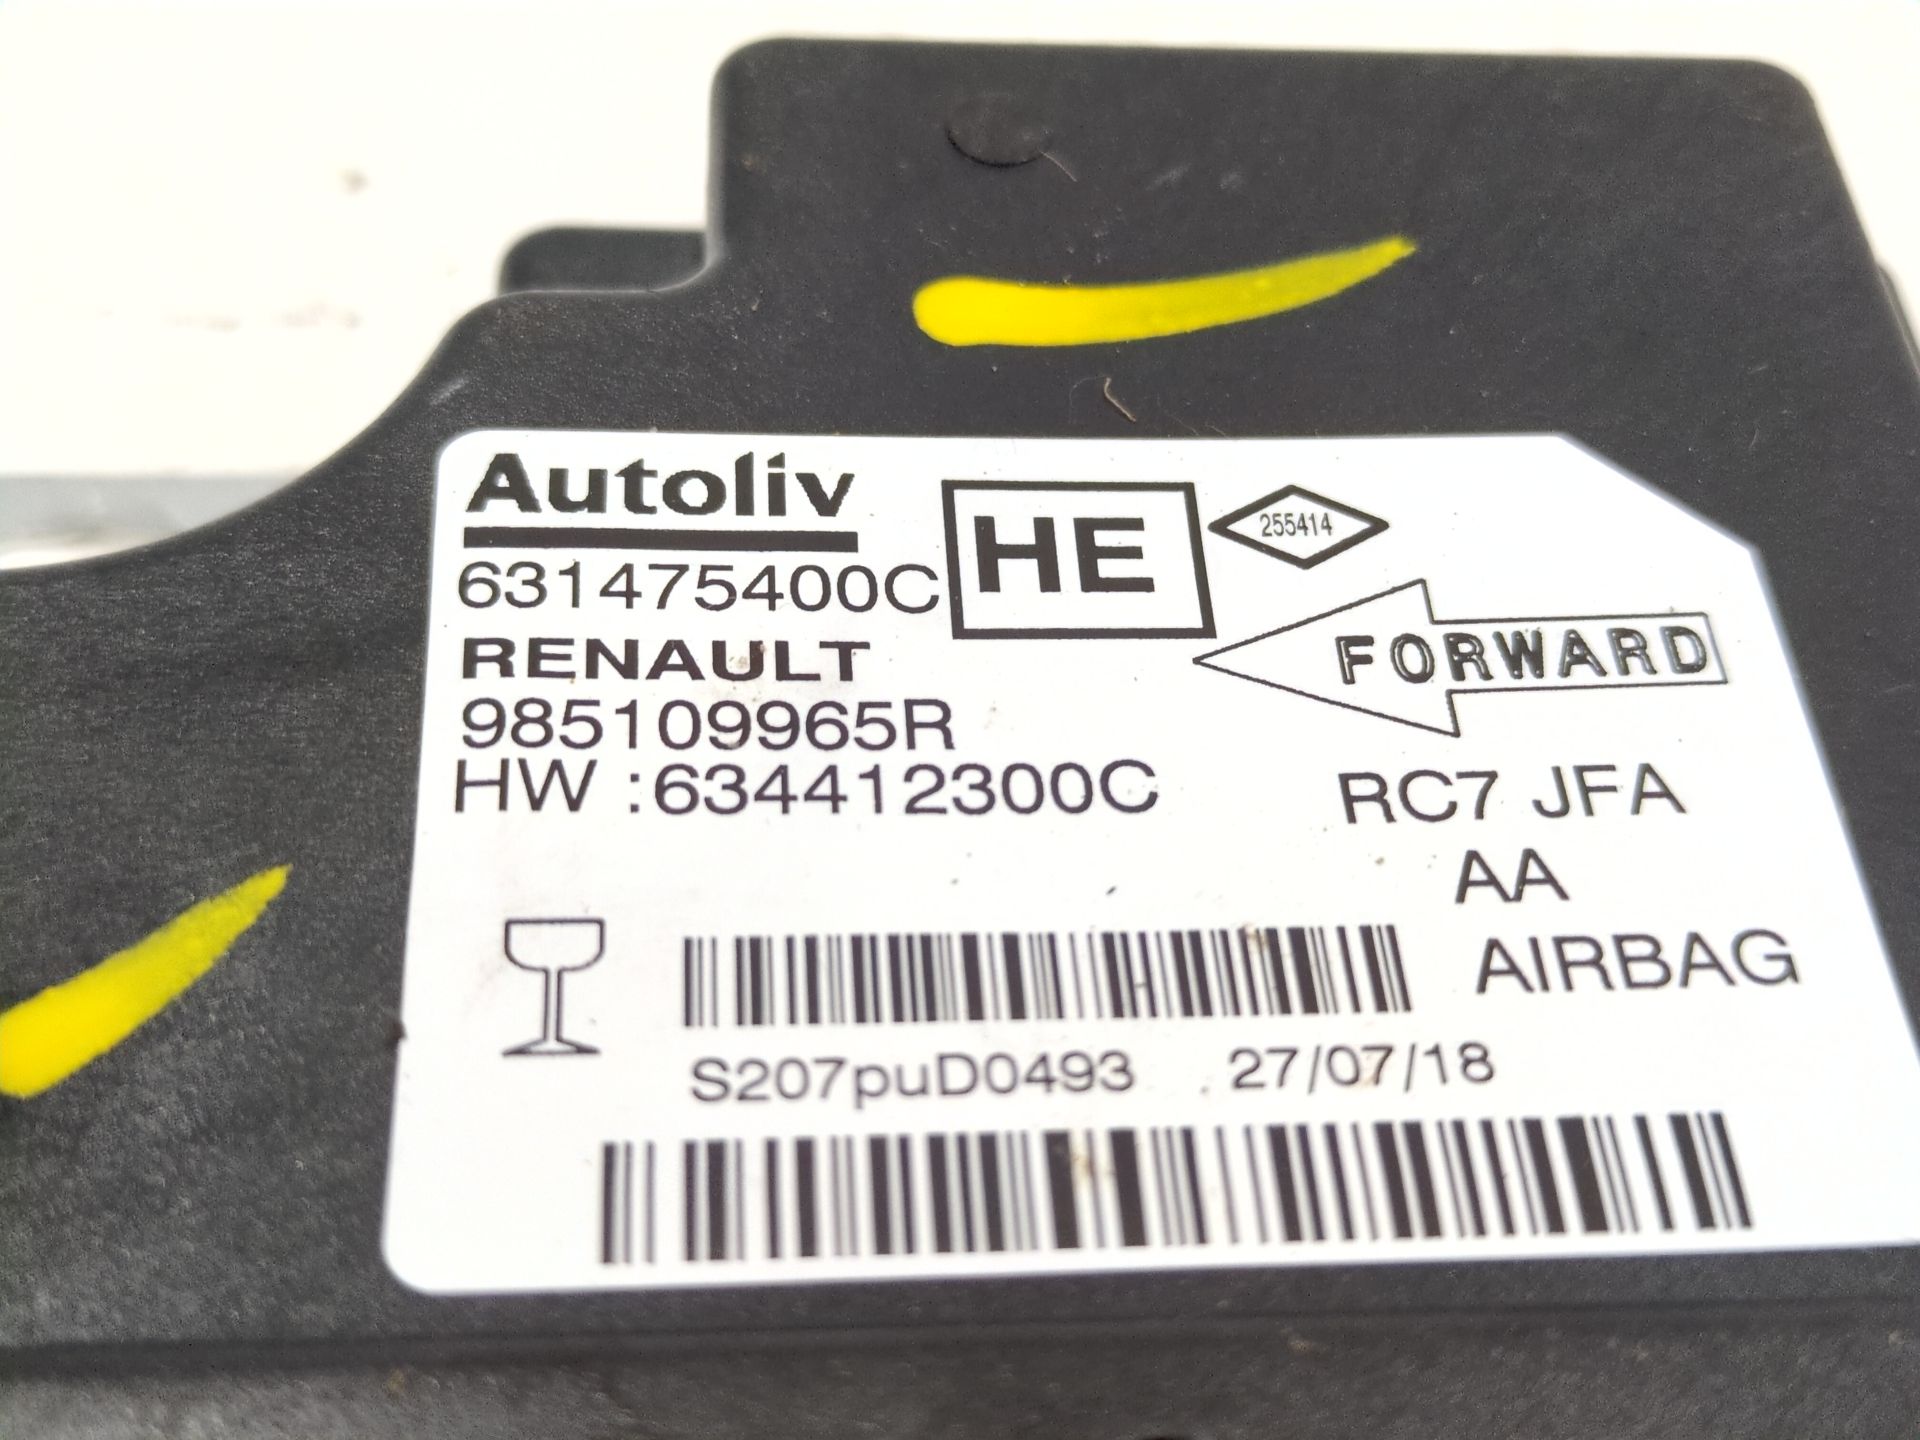 Autoliv
631475400C
HE
255414
FORWARD
RENAULT
985109965R
HW :634412300C
RC7 JFA
AA
AIRBAG
S207puD0493 27/07/18